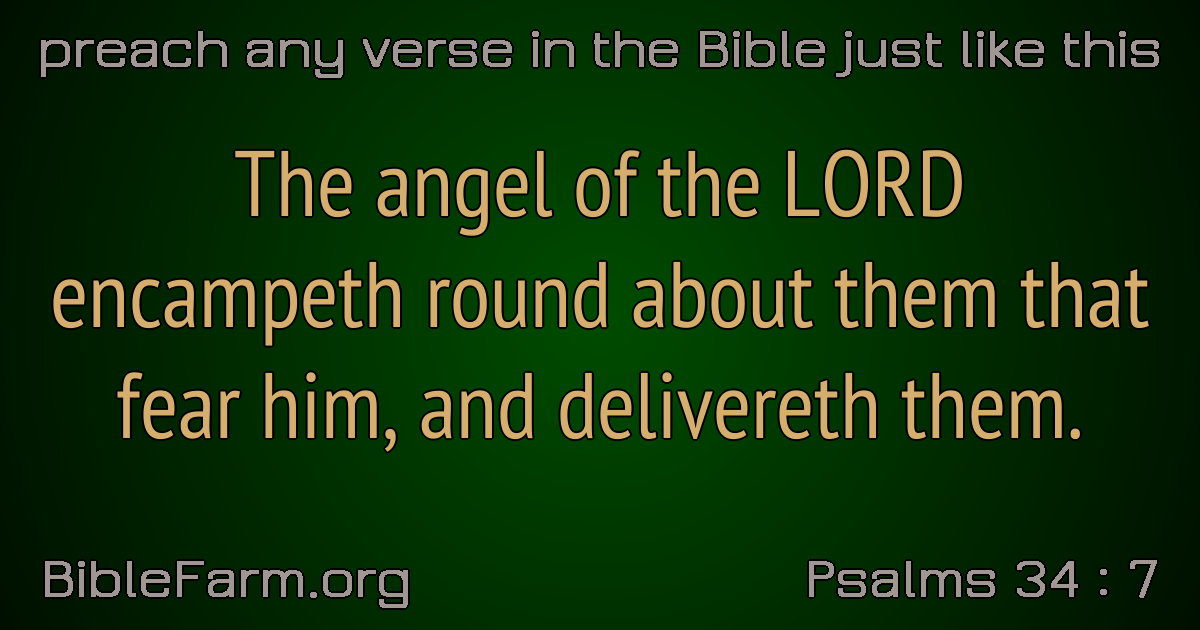 preach any verse in the Bible just like this
The angel of the LORD
encampeth round about them that
fear him, and delivereth them.
BibleFarm.org
Psalms 34 : 7